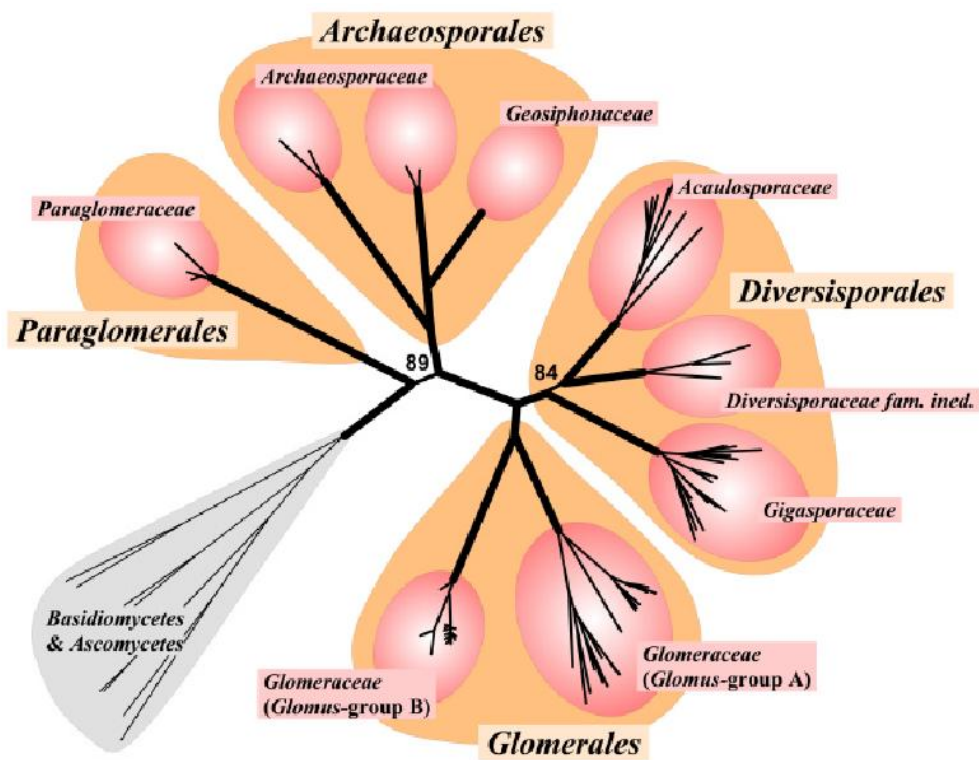 Archaeosporales
Archaeosporaceae
Geosiphonaceae
Acaulosporaceae
Paraglomeraceae
Diversisporales
Paraglomerales
89
84
Diversisporaceae fam. ined.
Gigasporaceae
Basidiomycetes
& Ascomycetes
Glomeraceae
(Glomus-group A)
Glomeraceae
(Glomus-group B)
Glomerales